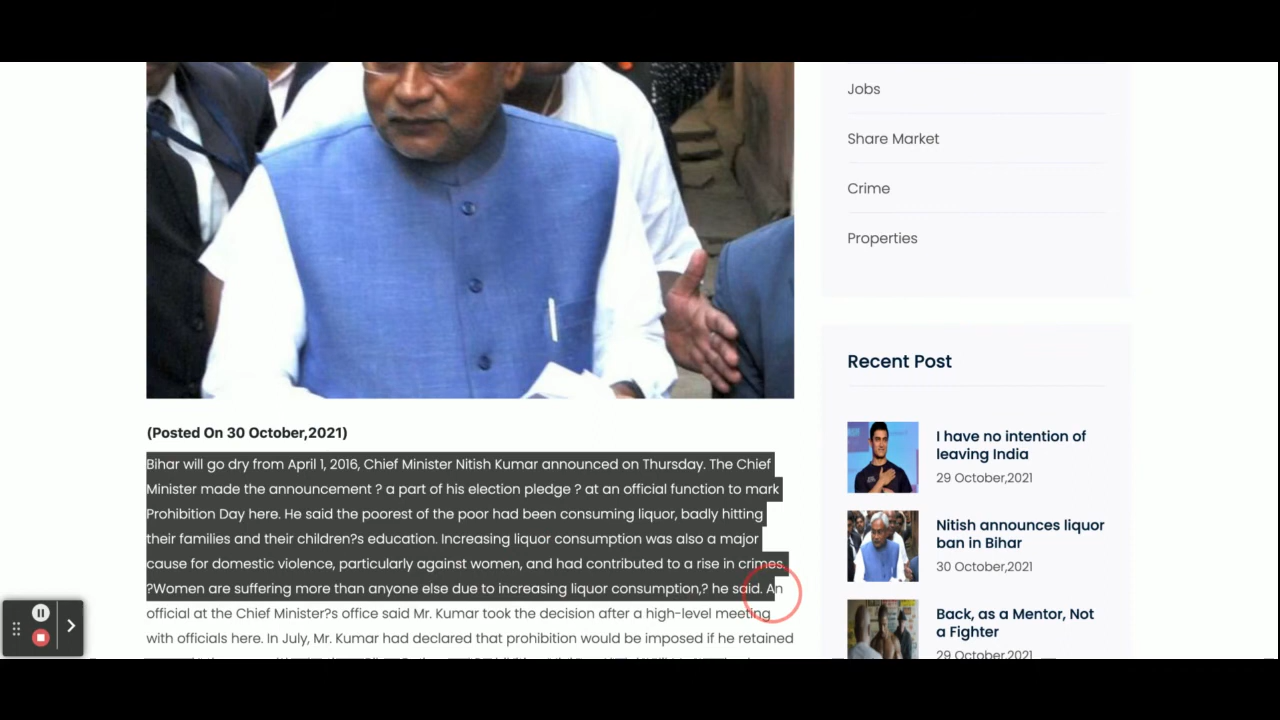 Jobs
Share Market
Crime
Properties
Recent Post
I have no intention of
leaving India
29 October,2021
Nitish announces liquor
ban in Bihar
30 October,2021
Back, as a Mentor, Not
a Fighter
29 October,2021
(Posted On 30 October,2021)
Bihar will go dry from April 1, 2016, Chief Minister Nitish Kumar announced on Thursday. The Chief
Minister made the announcement ? a part of his election pledge ? at an official function to mark
Prohibition Day here. He said the poorest of the poor had been consuming liquor, badly hitting
their families and their children?s education. Increasing liquor consumption was also a major
cause for domestic violence, particularly against women, and had contributed to a rise in crimes.
?Women are suffering more than anyone else due to increasing liquor consumption,? he said. An
official at the Chief Minister?s office said Mr. Kumar took the decision after a high-level meeting
with officials here. In July, Mr. Kumar had declared that prohibition would be imposed if he retained